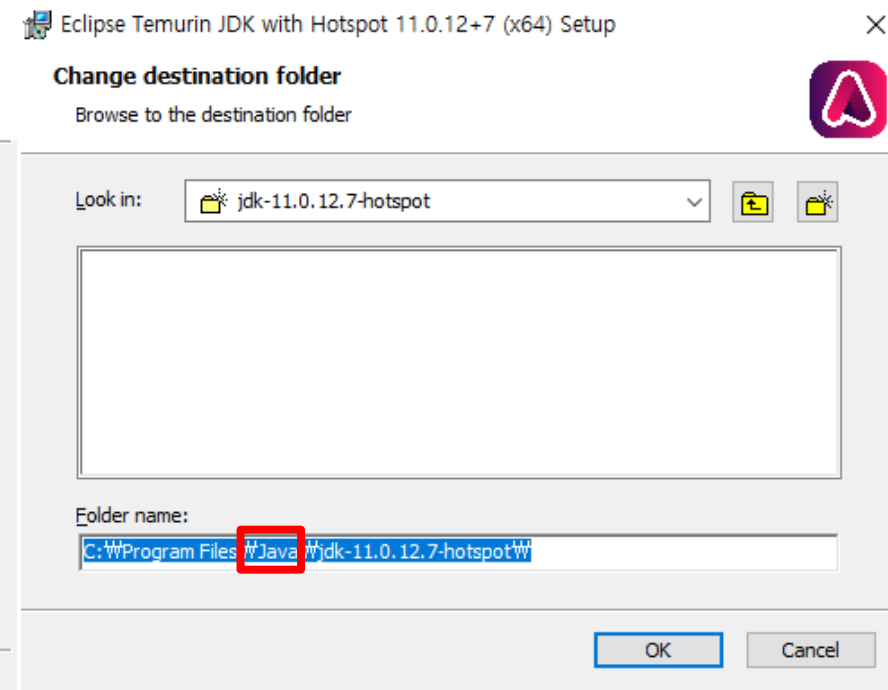 Eclipse Temurin JDK with Hotspot 11.0.12+7 (x64) Setup
Change destination folder
Browse to the destination folder
Look in:
jdk-11.0.12.7-hotspot
Folder name:
C:₩Program Files₩Java₩jdk-11.0.12.7-hotspot₩
OK Cancel